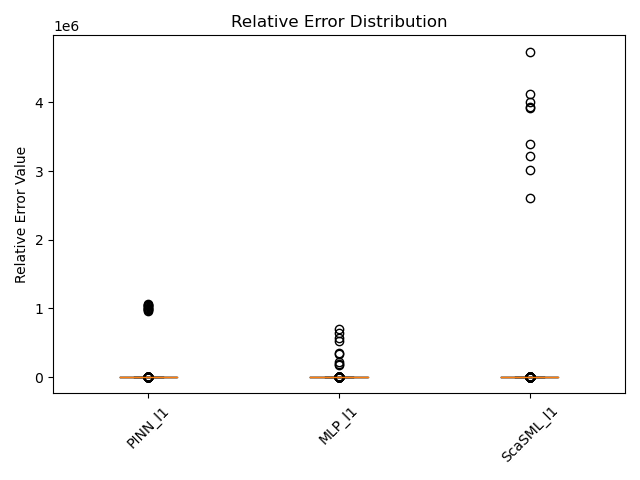 Relative Error Distribution
1e6
Relative Error Value
4
3
2
1
0
PINN_l1
MLP_l1
ScaSML_l1